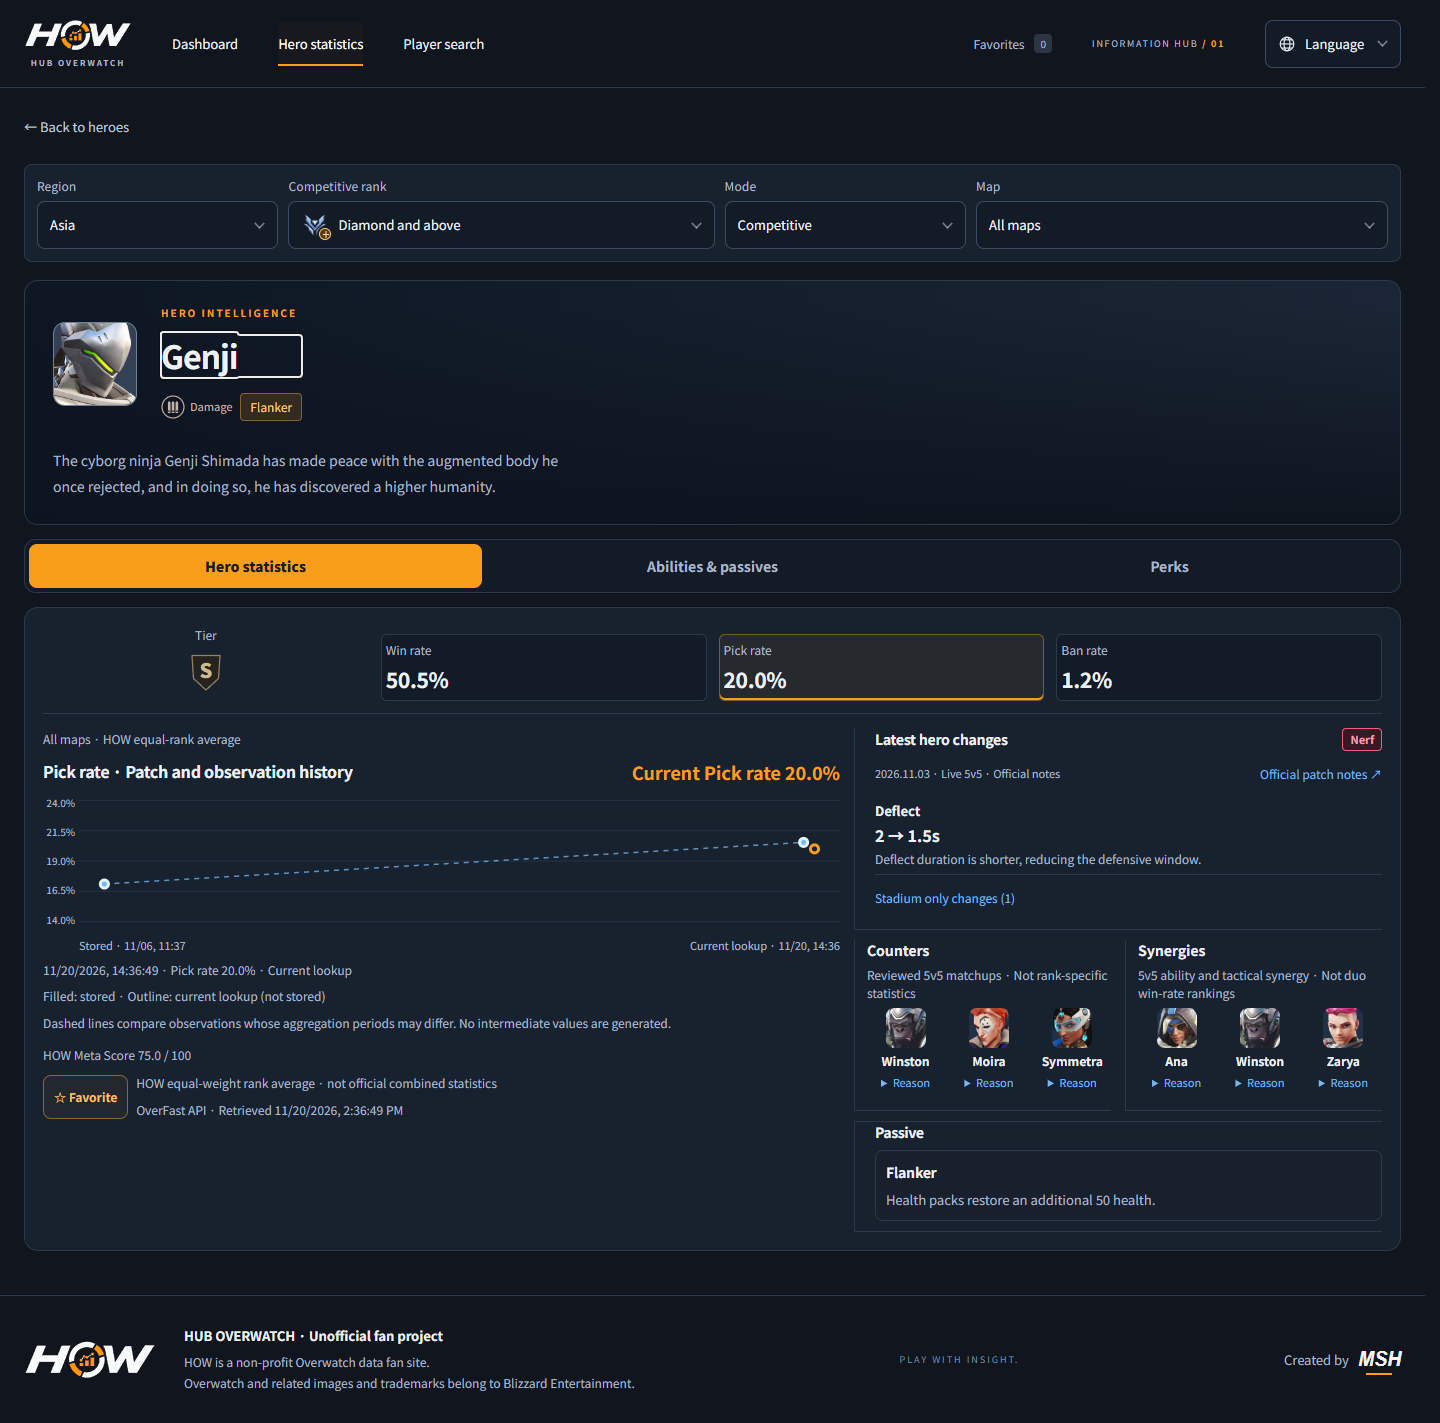 HOW
HUB OVERWATCH
Dashboard
Hero statistics
Player search
Favorites 0
INFORMATION HUB / 01
Language
← Back to heroes
Region
Asia
Competitive rank
Diamond and above
Mode
Competitive
Map
All maps
HERO INTELLIGENCE
Genji
Damage
Flanker
The cyborg ninja Genji Shimada has made peace with the augmented body he
once rejected, and in doing so, he has discovered a higher humanity.
Hero statistics
Abilities & passives
Perks
Tier
S
Win rate
50.5%
Pick rate
20.0%
Ban rate
1.2%
All maps · HOW equal-rank average
Pick rate · Patch and observation history
Current Pick rate 20.0%
24.0%
21.5%
19.0%
16.5%
14.0%
Stored · 11/06, 11:37
Current lookup · 11/20, 14:36
11/20/2026, 14:36:49 · Pick rate 20.0% · Current lookup
Filled: stored · Outline: current lookup (not stored)
Dashed lines compare observations whose aggregation periods may differ. No intermediate values are generated.
HOW Meta Score 75.0 / 100
☆ Favorite
HOW equal-weight rank average · not official combined statistics
OverFast API · Retrieved 11/20/2026, 2:36:49 PM
Latest hero changes
Nerf
2026.11.03 · Live 5v5 · Official notes
Official patch notes ↗
Deflect
2 → 1.5s
Deflect duration is shorter, reducing the defensive window.
Stadium only changes (1)
Counters
Reviewed 5v5 matchups · Not rank-specific
statistics
Winston
Moira
Symmetra
▶ Reason
▶ Reason
▶ Reason
Synergies
5v5 ability and tactical synergy · Not duo
win-rate rankings
Ana
Winston
Zarya
▶ Reason
▶ Reason
▶ Reason
Passive
Flanker
Health packs restore an additional 50 health.
HOW
HUB OVERWATCH · Unofficial fan project
HOW is a non-profit Overwatch data fan site.
Overwatch and related images and trademarks belong to Blizzard Entertainment.
PLAY WITH INSIGHT.
Created by MSH